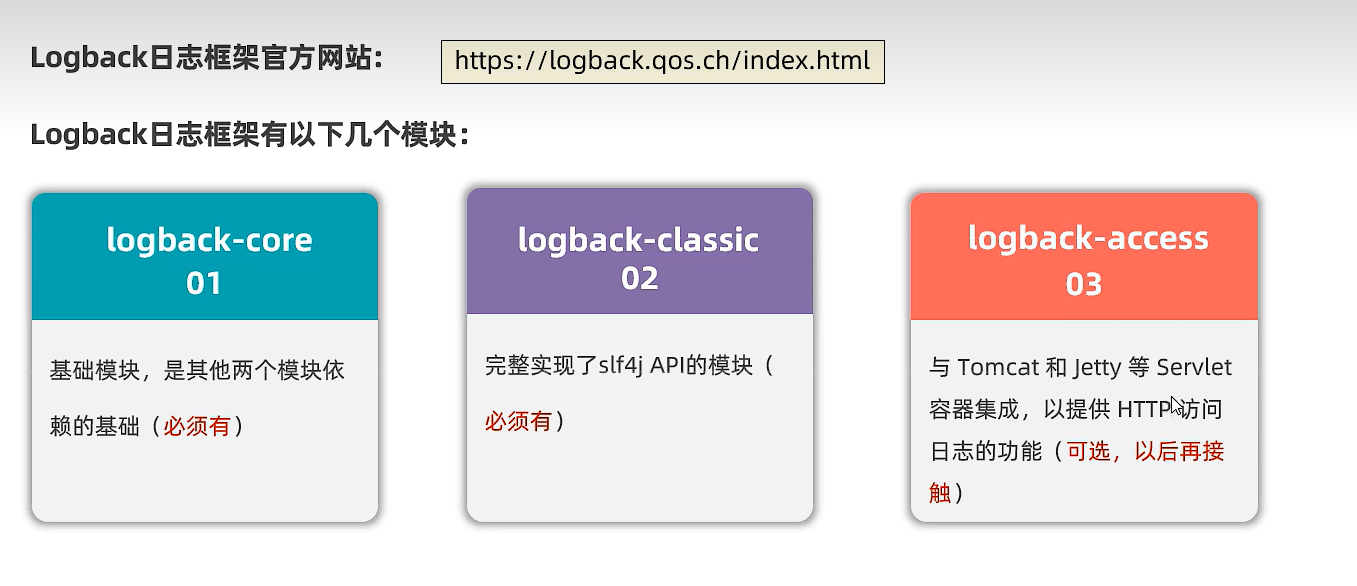 Logback日志框架官方网站：
https://logback.qos.ch/index.html
Logback日志框架有以下几个模块：
logback-core
01
基础模块，是其他两个模块依
赖的基础（必须有）
logback-classic
02
完整实现了slf4j API的模块（
必须有）
logback-access
03
与 Tomcat 和 Jetty 等 Servlet
容器集成，以提供 HTTP 访问
日志的功能（可选，以后再接
触）